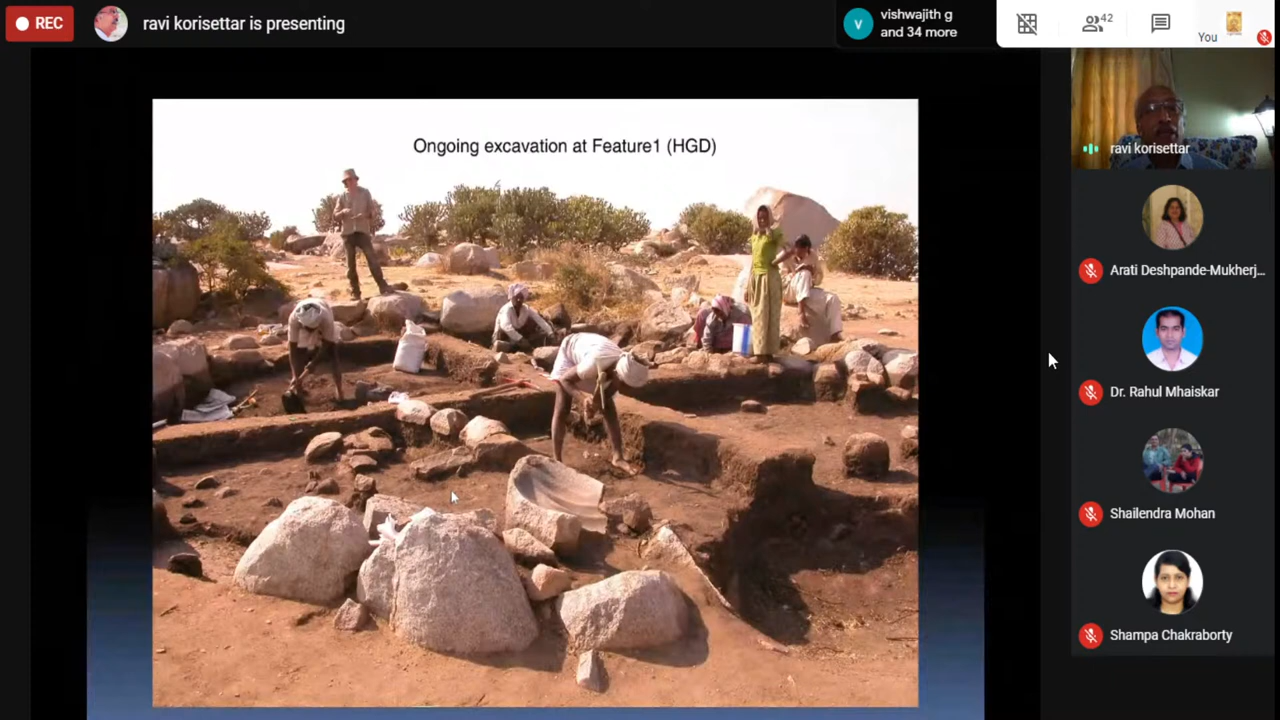 REC
ravi korisettar is presenting
V
vishwajith g
and 34 more
42
You
Ongoing excavation at Feature1 (HGD)
ravi korisettar
Arati Deshpande-Mukherj...
Dr. Rahul Mhaiskar
Shailendra Mohan
Shampa Chakraborty